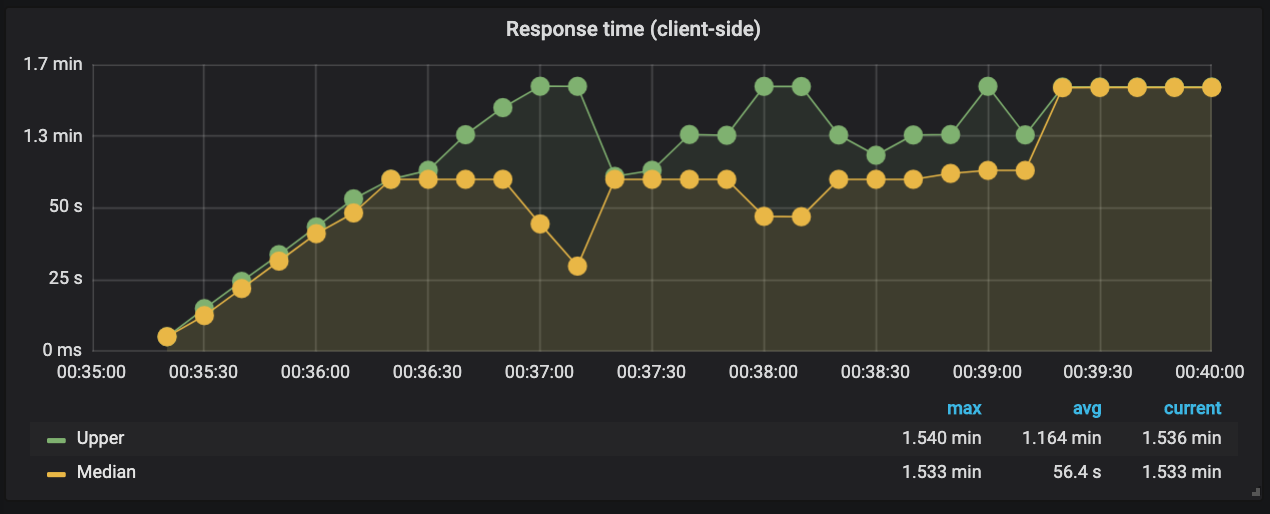 Response time (client-side)
1.7 min
1.3 min
50 s
25 s
0 ms
00:35:00 00:35:30 00:36:00 00:36:30 00:37:00 00:37:30 00:38:00 00:38:30 00:39:00 00:39:30 00:40:00
max avg current
Upper 1.540 min 1.164 min 1.536 min
Median 1.533 min 56.4 s 1.533 min